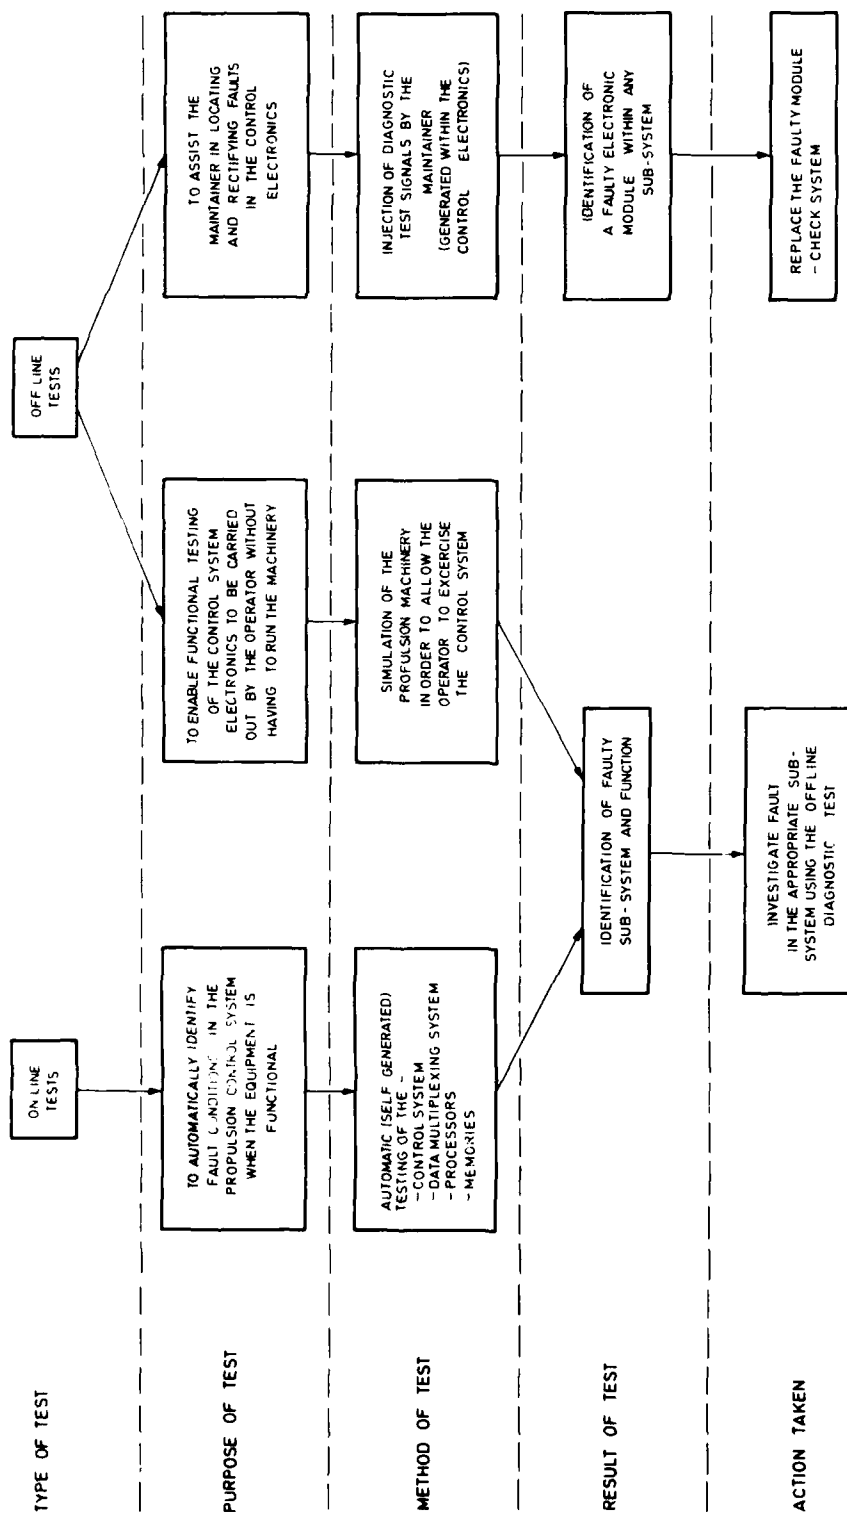 TYPE OF TEST
ON LINE
TESTS
OFF LINE
TESTS
PURPOSE OF TEST
TO AUTOMATICALLY IDENTIFY
FAULT CONDITIONS IN THE
PROPULSION CONTROL SYSTEM
WHEN THE EQUIPMENT IS
FUNCTIONAL
TO ENABLE FUNCTIONAL TESTING
OF THE CONTROL SYSTEM
ELECTRONICS TO BE CARRIED
OUT BY THE OPERATOR WITHOUT
HAVING TO RUN THE MACHINERY
TO ASSIST THE
MAINTAINER IN LOCATING
AND RECTIFYING FAULTS
IN THE CONTROL
ELECTRONICS
METHOD OF TEST
AUTOMATIC (SELF GENERATED)
TESTING OF THE -
- CONTROL SYSTEM
- DATA MULTIPLEXING SYSTEM
- PROCESSORS
- MEMORIES
SIMULATION OF THE
PROPULSION MACHINERY
IN ORDER TO ALLOW THE
OPERATOR TO EXCERCISE
THE CONTROL SYSTEM
INJECTION OF DIAGNOSTIC
TEST SIGNALS BY THE
MAINTAINER
(GENERATED WITHIN THE
CONTROL ELECTRONICS)
RESULT OF TEST
IDENTIFICATION OF FAULTY
SUB-SYSTEM AND FUNCTION
IDENTIFICATION OF
A FAULTY ELECTRONIC
MODULE WITHIN ANY
SUB-SYSTEM
ACTION TAKEN
INVESTIGATE FAULT
IN THE APPROPRIATE SUB-
SYSTEM USING THE OFF LINE
DIAGNOSTIC TEST
REPLACE THE FAULTY MODULE
- CHECK SYSTEM